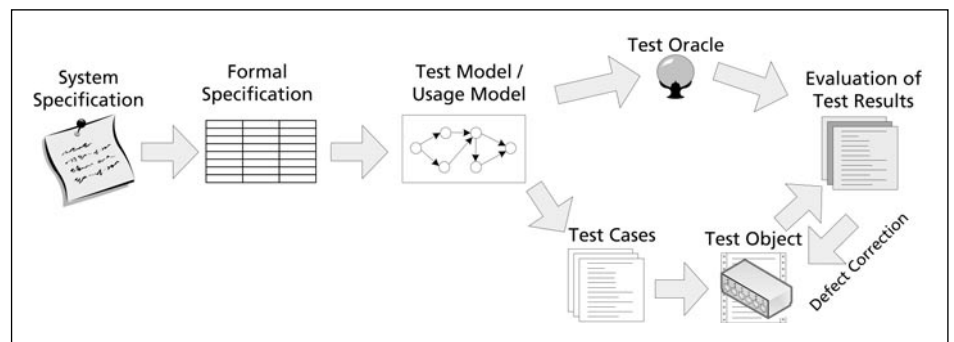 System
Specification
Formal
Specification
Test Model /
Usage Model
Test Oracle
Evaluation of
Test Results
Test Cases
Test Object
Defect Correction